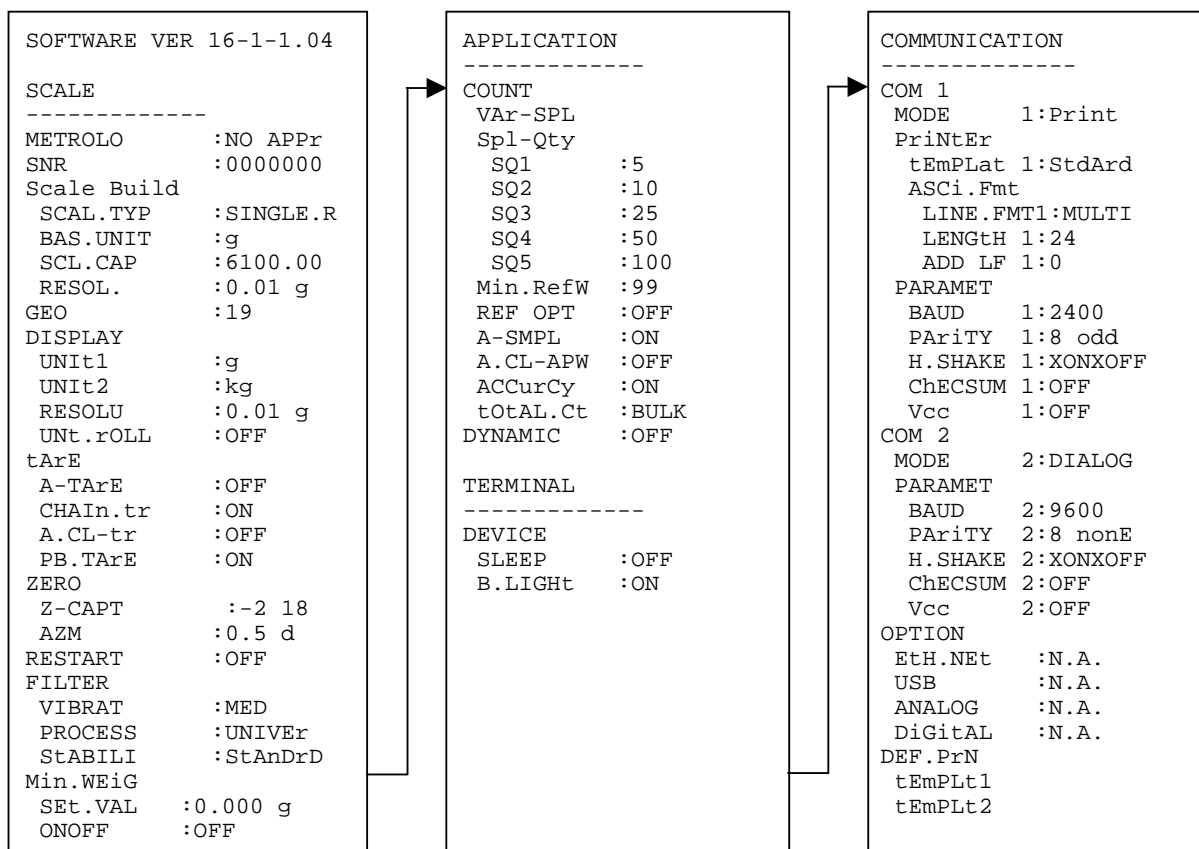 SOFTWARE VER 16-1-1.04
SCALE
-------------
METROLO :NO APPr
SNR :0000000
Scale Build
SCAL.TYP :SINGLE.R
BAS.UNIT :g
SCL.CAP :6100.00
RESOL. :0.01 g
GEO :19
DISPLAY
UNIt1 :g
UNIt2 :kg
RESOLU :0.01 g
UNt.rOLL :OFF
tArE
A-TArE :OFF
CHAIn.tr :ON
A.CL-tr :OFF
PB.TArE :ON
ZERO
Z-CAPT :-2 18
AZM :0.5 d
RESTART :OFF
FILTER
VIBRAT :MED
PROCESS :UNIVEr
StABILI :StAnDrD
Min.WEiG
SEt.VAL :0.000 g
ONOFF :OFF
APPLICATION
-------------
COUNT
VAr-SPL
Spl-Qty
SQ1 :5
SQ2 :10
SQ3 :25
SQ4 :50
SQ5 :100
Min.RefW :99
REF OPT :OFF
A-SMPL :ON
A.CL-APW :OFF
ACCurCy :ON
tOtAL.Ct :BULK
DYNAMIC :OFF
TERMINAL
-------------
DEVICE
SLEEP :OFF
B.LIGHt :ON
COMMUNICATION
--------------
COM 1
MODE 1:Print
PriNtEr
tEmPLat 1:StdArd
ASCi.Fmt
LINE.FMT1:MULTI
LENGtH 1:24
ADD LF 1:0
PARAMET
BAUD 1:2400
PAriTY 1:8 odd
H.SHAKE 1:XONXOFF
ChECSUM 1:OFF
Vcc 1:OFF
COM 2
MODE 2:DIALOG
PARAMET
BAUD 2:9600
PAriTY 2:8 nonE
H.SHAKE 2:XONXOFF
ChECSUM 2:OFF
Vcc 2:OFF
OPTION
EtH.NEt :N.A.
USB :N.A.
ANALOG :N.A.
DiGitAL :N.A.
DEF.PrN
tEmPLt1
tEmPLt2